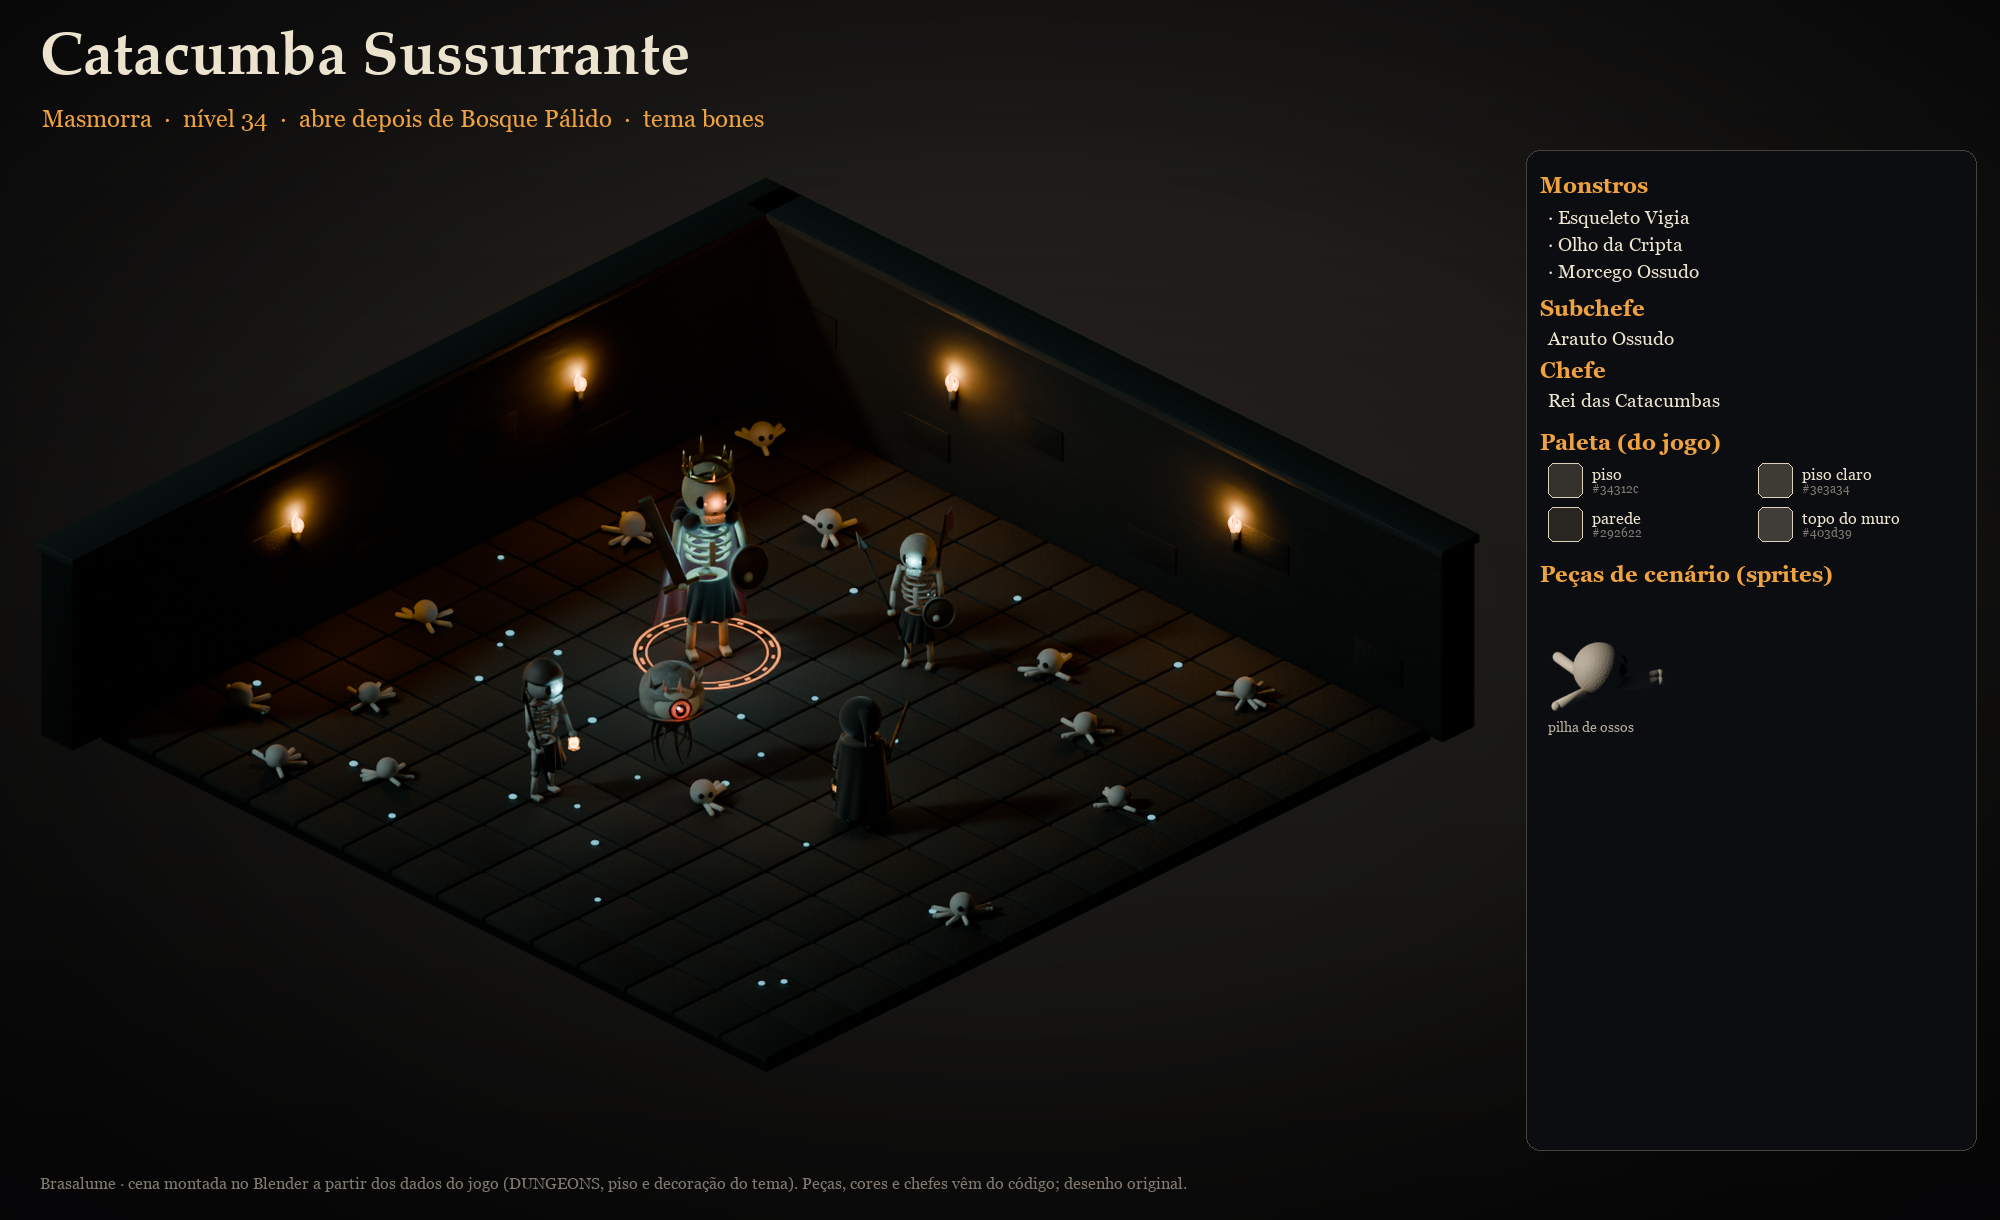 Catacumba Sussurrante
Masmorra · nível 34 · abre depois de Bosque Pálido · tema bones
Monstros
· Esqueleto Vigia
· Olho da Cripta
· Morcego Ossudo
Subchefe
Arauto Ossudo
Chefe
Rei das Catacumbas
Paleta (do jogo)
piso
#34312c
piso claro
#3e3a34
parede
#292622
topo do muro
#403d39
Peças de cenário (sprites)
pilha de ossos
Brasalume · cena montada no Blender a partir dos dados do jogo (DUNGEONS, piso e decoração do tema). Peças, cores e chefes vêm do código; desenho original.